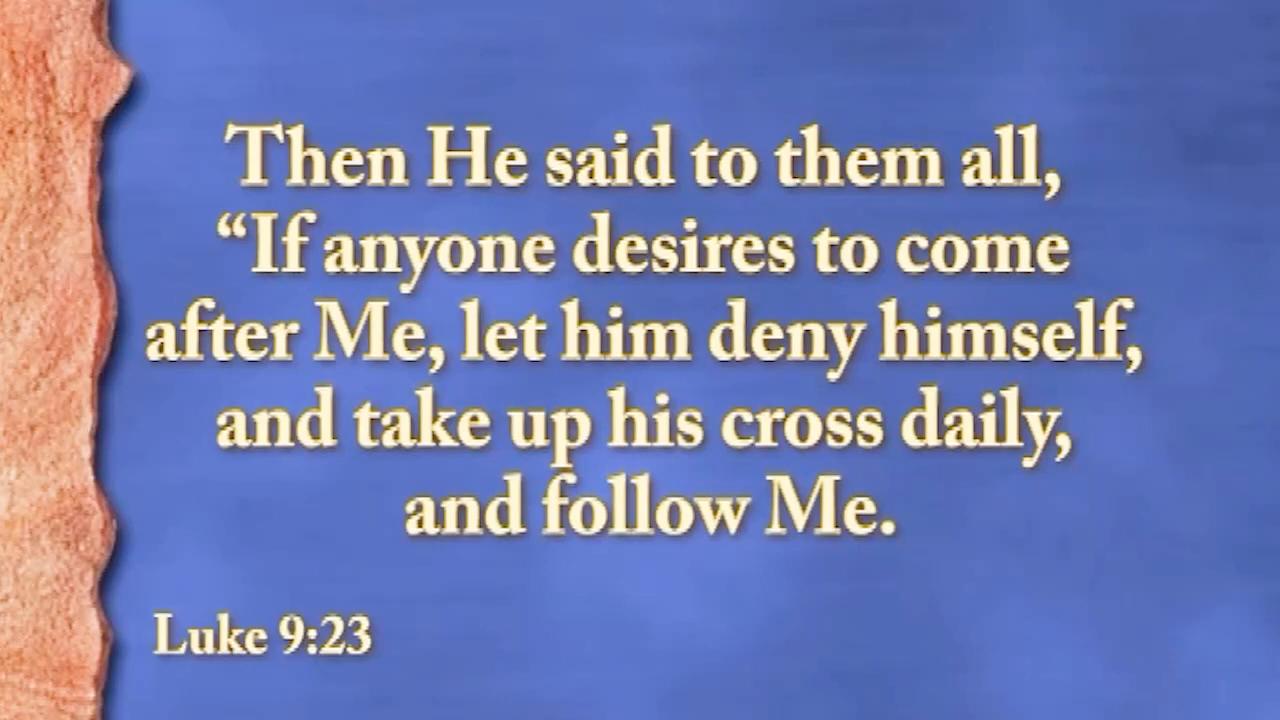 Then He said to them all,
“If anyone desires to come
after Me, let him deny himself,
and take up his cross daily,
and follow Me.
Luke 9:23